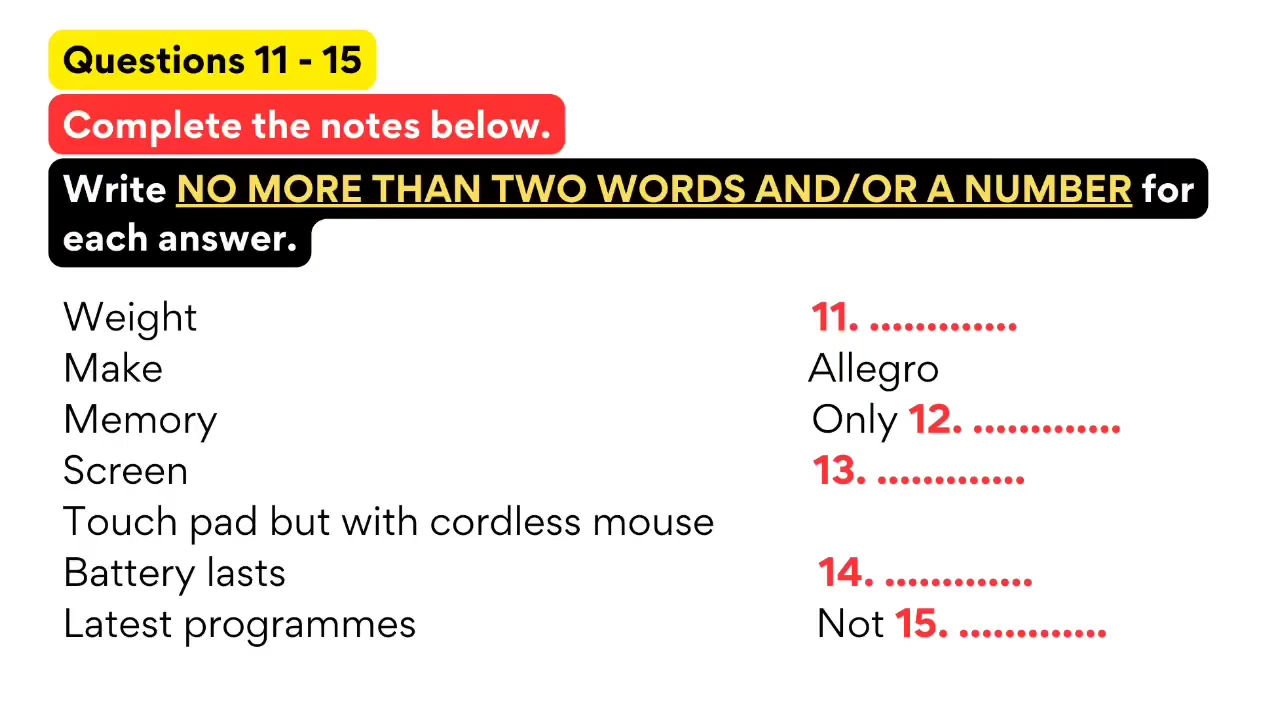 Questions 11 - 15
Complete the notes below.
Write NO MORE THAN TWO WORDS AND/OR A NUMBER for
each answer.
Weight 11. .............
Make Allegro
Memory Only 12. .............
Screen 13. .............
Touch pad but with cordless mouse
Battery lasts 14. .............
Latest programmes Not 15. .............